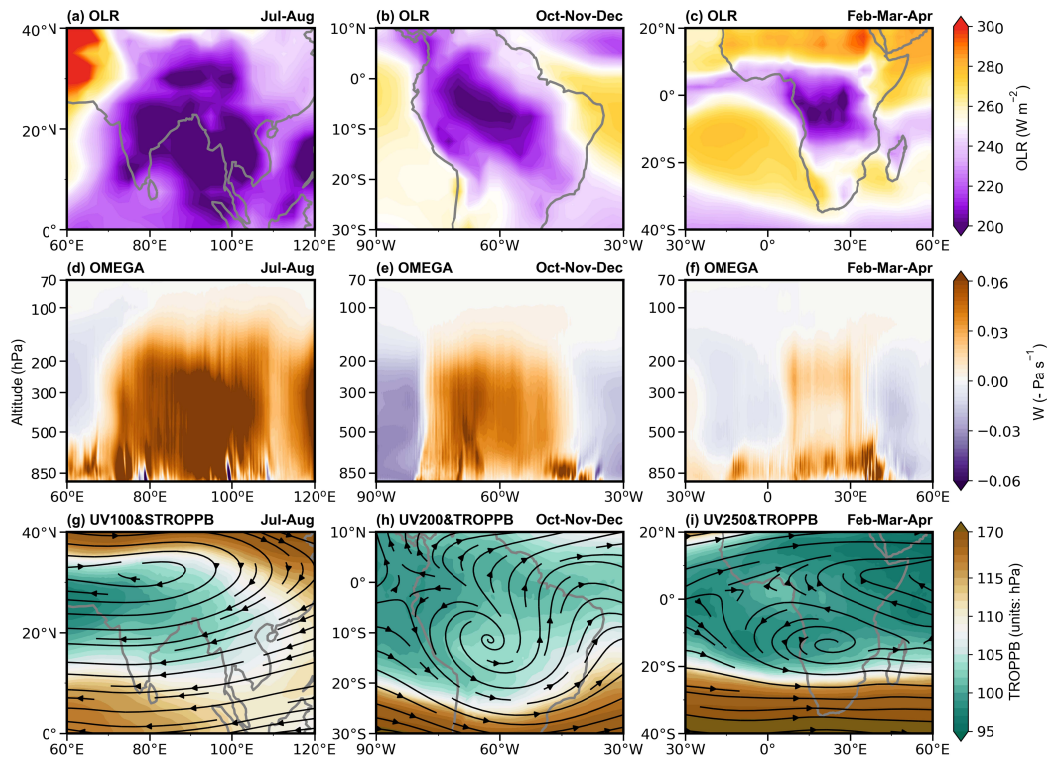 (a) OLR Jul-Aug
(b) OLR Oct-Nov-Dec
(c) OLR Feb-Mar-Apr
40°N
20°N
0°
60°E 80°E 100°E 120°E
10°N
0°
10°S
20°S
30°S
90°W 70°W 50°W 30°W
20°N
0°
20°S
40°S
30°S 0° 30°E 60°E
300
280
260
240
220
200
OLR (W m⁻²)
(d) OMEGA Jul-Aug
(e) OMEGA Oct-Nov-Dec
(f) OMEGA Feb-Mar-Apr
Altitude (hPa)
70
100
200
300
500
850
60°E 80°E 100°E 120°E
70
100
200
300
500
850
90°W 70°W 50°W 30°W
70
100
200
300
500
850
30°W 0 30°E 60°E
0.06
0.03
0.00
−0.03
−0.06
W (- Pa s⁻¹)
(g) UV100&STROPPB Jul-Aug
(h) UV200&TROPPB Oct-Nov-Dec
(i) UV250&TROPPB Feb-Mar-Apr
40°N
20°N
0°
60°E 80°E 100°E 120°E
10°N
0°
10°S
20°S
30°S
90°W 70°W 50°W 30°W
20°N
0°
20°S
40°S
30°W 0° 30°E 60°E
170
115
110
105
100
95
TROPPB (units: hPa)